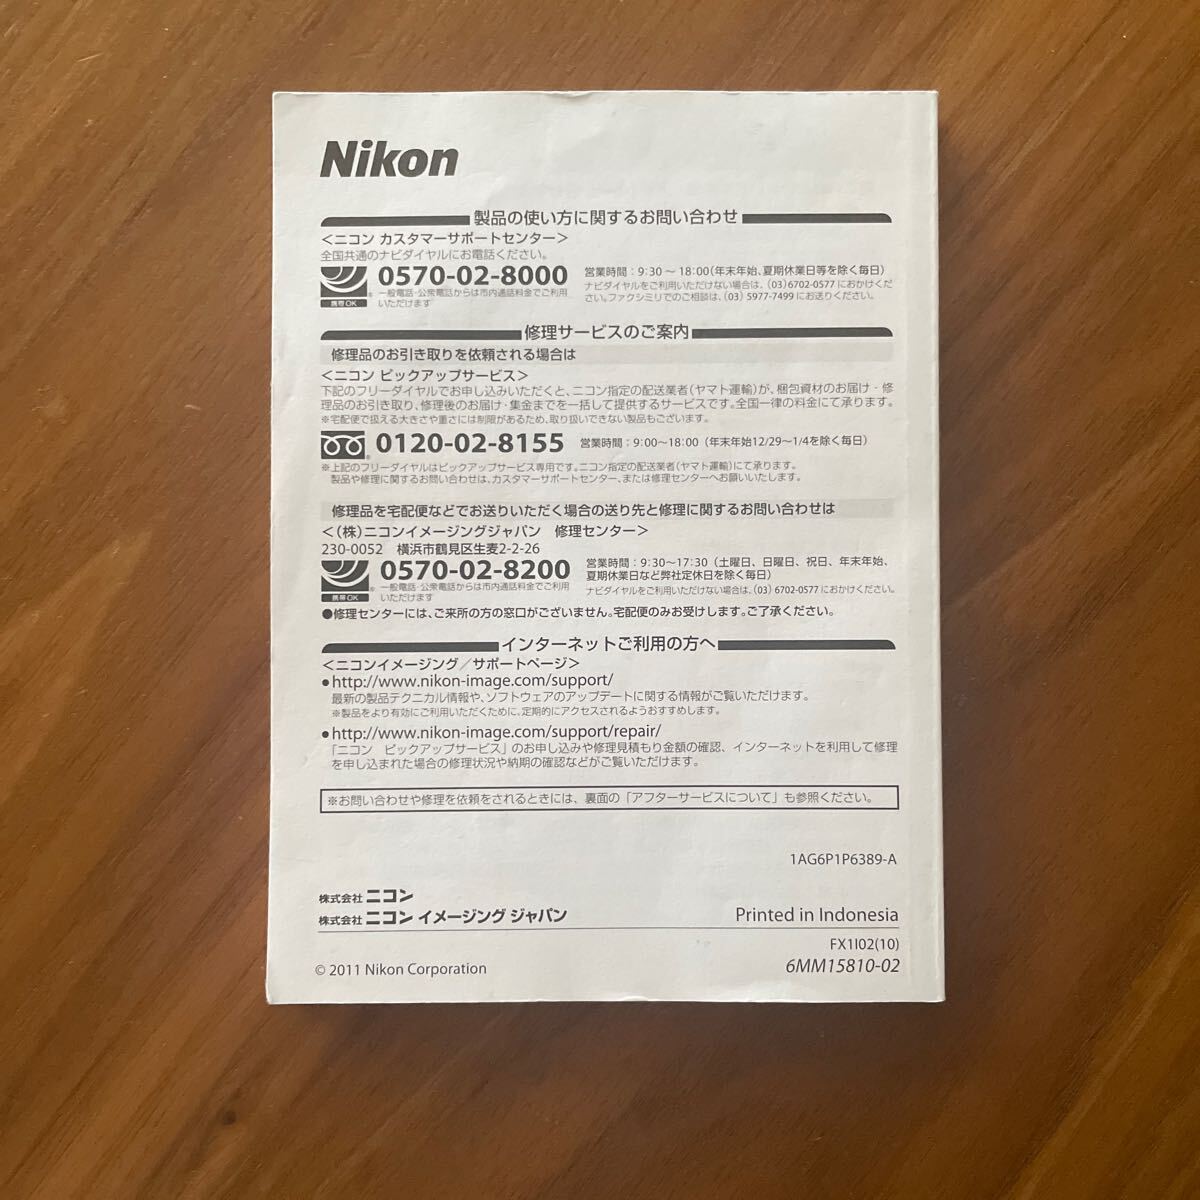 Nikon
製品の使い方に関するお問い合わせ
＜ニコン カスタマーサポートセンター＞
全国共通のナビダイヤルにお電話ください。
0570-02-8000
営業時間：9:30～18:00（年末年始、夏期休業日等を除く毎日）
携帯OK
一般電話・公衆電話からは市内通話料金でご利用
いただけます
ナビダイヤルをご利用いただけない場合は、（03）6702-0577 におかけくだ
さい。ファクシミリでのご相談は、（03）5977-7499 にお送りください。
修理サービスのご案内
修理品のお引き取りを依頼される場合は
＜ニコン ピックアップサービス＞
下記のフリーダイヤルでお申し込みいただくと、ニコン指定の配送業者（ヤマト運輸）が、梱包資材のお届け・修
理品のお引き取り、修理後のお届け・集金までを一括して提供するサービスです。全国一律の料金にて承ります。
※宅配便で扱える大きさや重さには制限があるため、取り扱いできない製品もございます。
0120-02-8155 営業時間：9:00～18:00（年末年始12/29～1/4を除く毎日）
※上記のフリーダイヤルはピックアップサービス専用です。ニコン指定の配送業者（ヤマト運輸）にて承ります。
製品や修理に関するお問い合わせは、カスタマーサポートセンター、または修理センターへお願いいたします。
修理品を宅配便などでお送りいただく場合の送り先と修理に関するお問い合わせは
＜（株）ニコンイメージングジャパン 修理センター＞
230-0052 横浜市鶴見区生麦2-2-26
0570-02-8200
営業時間：9:30～17:30（土曜日、日曜日、祝日、年末年始、
夏期休業日など弊社定休日を除く毎日）
携帯OK
一般電話・公衆電話からは市内通話料金でご利用
いただけます
ナビダイヤルをご利用いただけない場合は、（03）6702-0577 におかけください。
●修理センターには、ご来所の方の窓口がございません。宅配便のみお受けします。ご了承ください。
インターネットご利用の方へ
＜ニコンイメージング／サポートページ＞
●http://www.nikon-image.com/support/
最新の製品テクニカル情報や、ソフトウェアのアップデートに関する情報がご覧いただけます。
※製品をより有効にご利用いただくために、定期的にアクセスされるようおすすめします。
●http://www.nikon-image.com/support/repair/
「ニコン ピックアップサービス」のお申し込みや修理見積もり金額の確認、インターネットを利用して修理
を申し込まれた場合の修理状況や納期の確認などがご覧いただけます。
※お問い合わせや修理を依頼をされるときには、裏面の「アフターサービスについて」も参照ください。
1AG6P1P6389-A
株式会社 ニコン
株式会社 ニコン イメージング ジャパン
Printed in Indonesia
FX1I02(10)
© 2011 Nikon Corporation
6MM15810-02